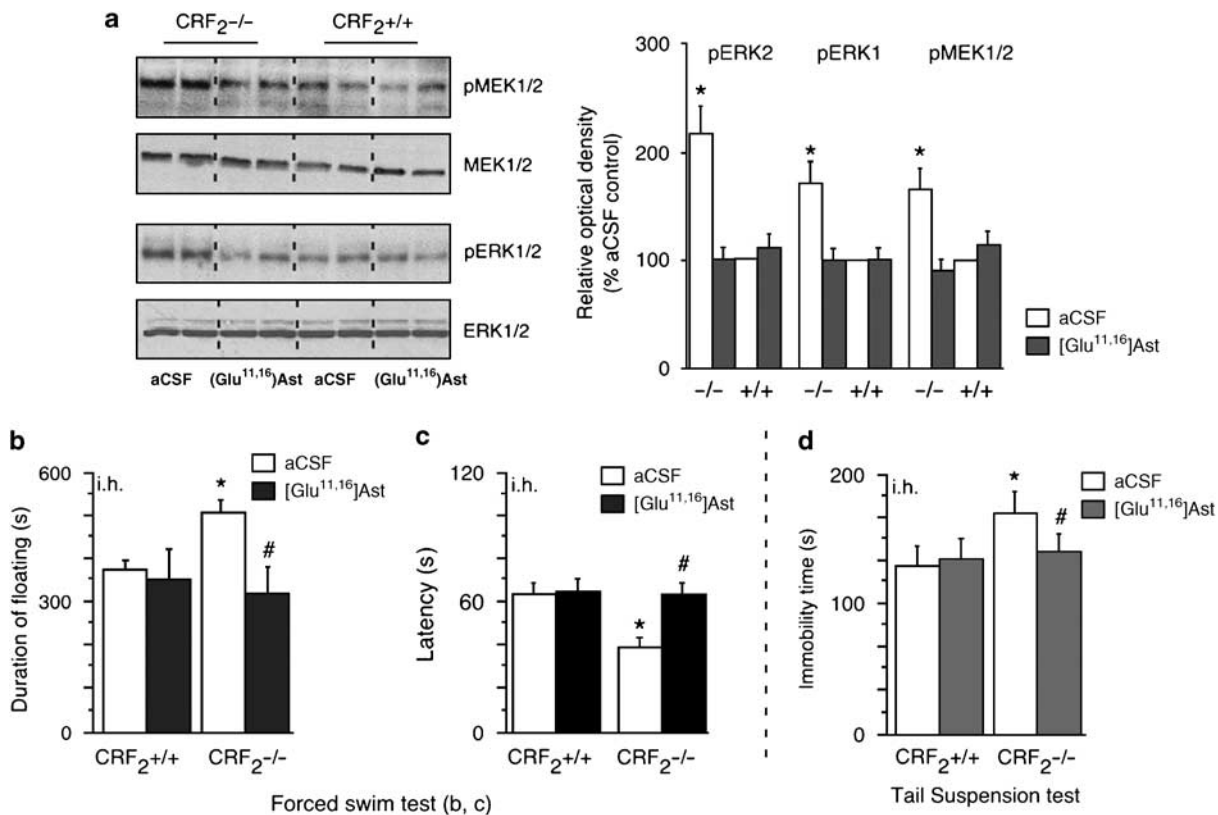 a
CRF2−/−
CRF2+/+
pMEK1/2
MEK1/2
pERK1/2
ERK1/2
aCSF (Glu11,16)Ast aCSF (Glu11,16)Ast
Relative optical density
(% aCSF control)
300
200
100
0
pERK2 pERK1 pMEK1/2
*
*
*
−/− +/+ −/− +/+ −/− +/+
aCSF
[Glu11,16]Ast
b
Duration of floating (s)
600
300
0
i.h.
aCSF
[Glu11,16]Ast
*
#
CRF2+/+ CRF2−/−
c
Latency (s)
120
60
0
i.h.
aCSF
[Glu11,16]Ast
*
#
CRF2+/+ CRF2−/−
Forced swim test (b, c)
d
Immobility time (s)
200
100
0
i.h.
aCSF
[Glu11,16]Ast
*
#
CRF2+/+ CRF2−/−
Tail Suspension test